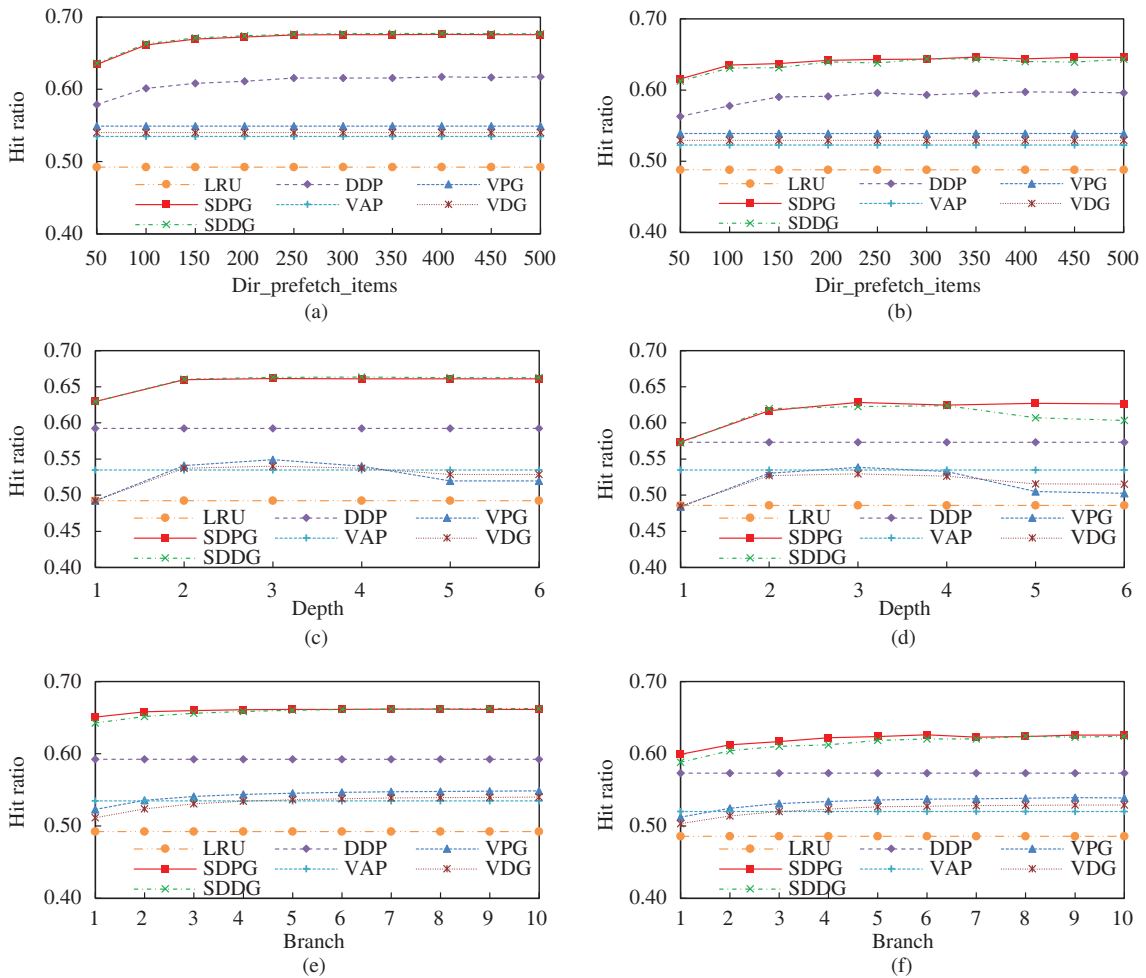 0.70
0.60
0.50
0.40
Hit ratio
LRU DDP VPG
SDPG VAP VDG
SDDG
50 100 150 200 250 300 350 400 450 500
Dir_prefetch_items
(a)
0.70
0.60
0.50
0.40
Hit ratio
LRU DDP VPG
SDPG VAP VDG
SDDG
50 100 150 200 250 300 350 400 450 500
Dir_prefetch_items
(b)
0.70
0.65
0.60
0.55
0.50
0.45
0.40
Hit ratio
LRU DDP VPG
SDPG VAP VDG
SDDG
1 2 3 4 5 6
Depth
(c)
0.70
0.65
0.60
0.55
0.50
0.45
0.40
Hit ratio
LRU DDP VPG
SDPG VAP VDG
SDDG
1 2 3 4 5 6
Depth
(d)
0.70
0.60
0.50
0.40
Hit ratio
LRU DDP VPG
SDPG VAP VDG
SDDG
1 2 3 4 5 6 7 8 9 10
Branch
(e)
0.70
0.60
0.50
0.40
Hit ratio
LRU DDP VPG
SDPG VAP VDG
SDDG
1 2 3 4 5 6 7 8 9 10
Branch
(f)